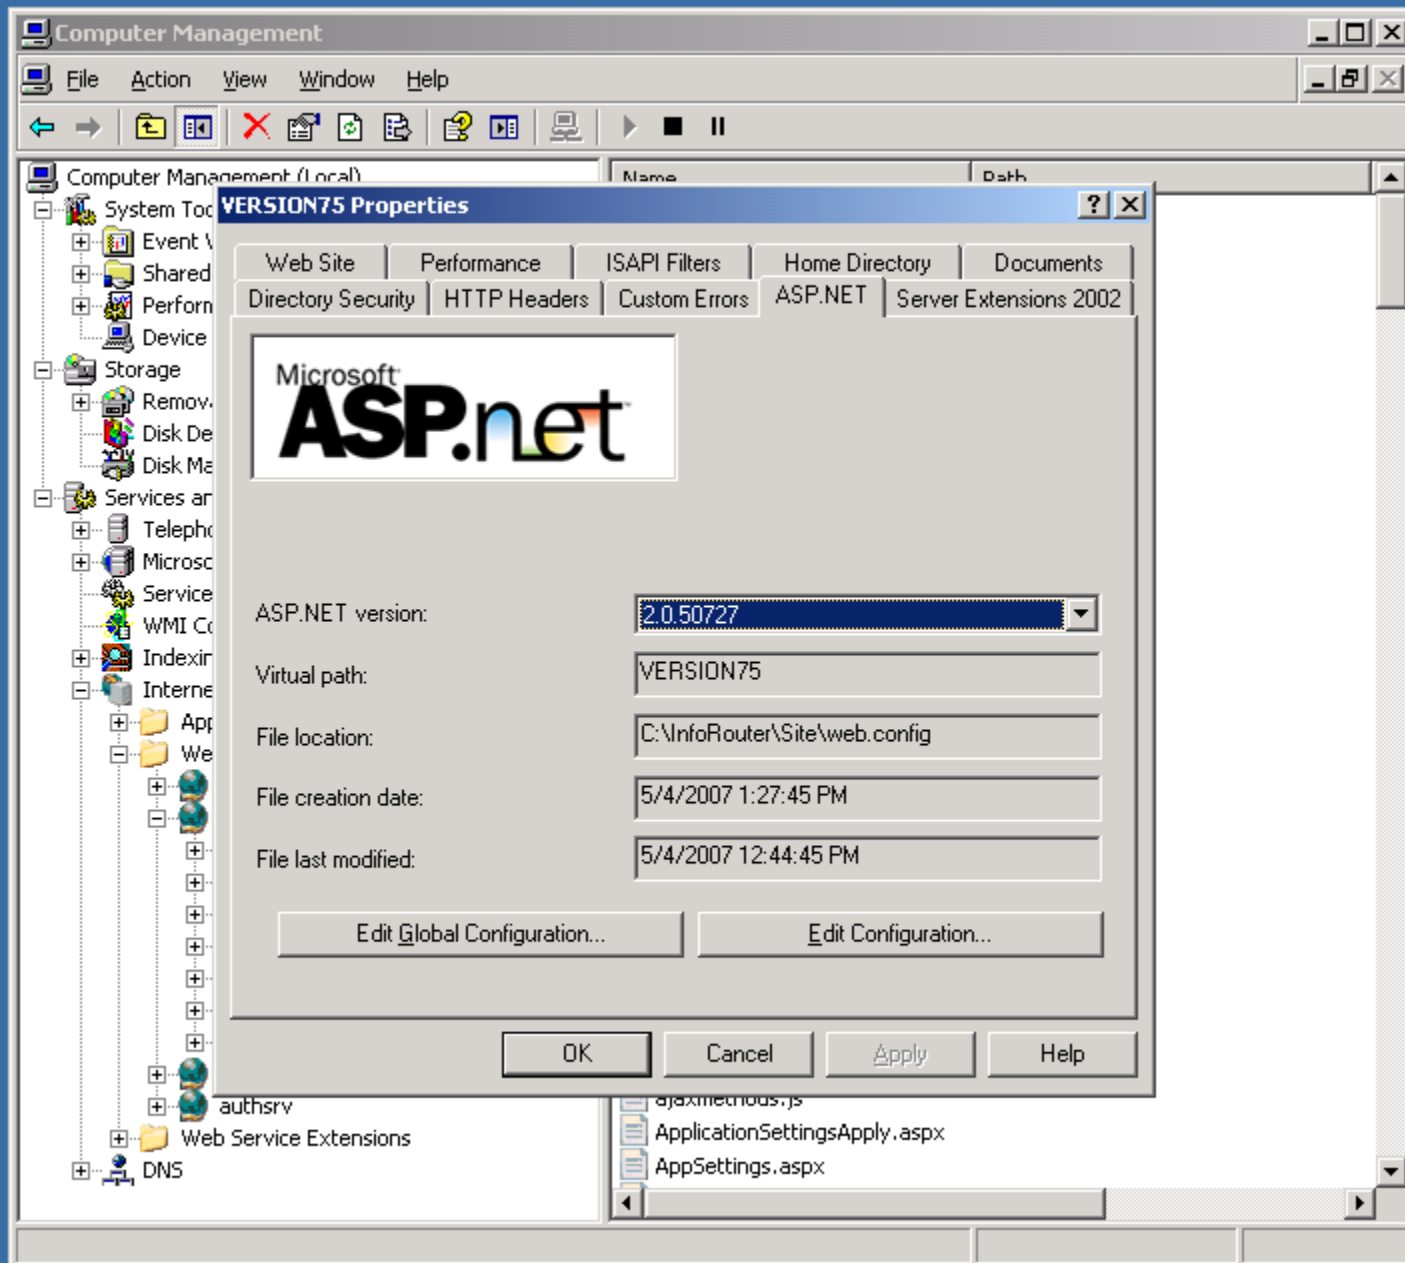 Computer Management
File Action View Window Help
Computer Management (Local)
System Too
Event V
Shared
Perform
Device
Storage
Remov
Disk De
Disk Ma
Services an
Telepho
Microso
Service
WMI Co
Indexin
Interne
App
We
authsrv
Web Service Extensions
DNS
Name Path
VERSION75 Properties
Web Site Performance ISAPI Filters Home Directory Documents
Directory Security HTTP Headers Custom Errors ASP.NET Server Extensions 2002
Microsoft
ASP.net
ASP.NET version: 2.0.50727
Virtual path: VERSION75
File location: C:\InfoRouter\Site\web.config
File creation date: 5/4/2007 1:27:45 PM
File last modified: 5/4/2007 12:44:45 PM
Edit Global Configuration... Edit Configuration...
OK Cancel Apply Help
ajaxmethods.js
ApplicationSettingsApply.aspx
AppSettings.aspx